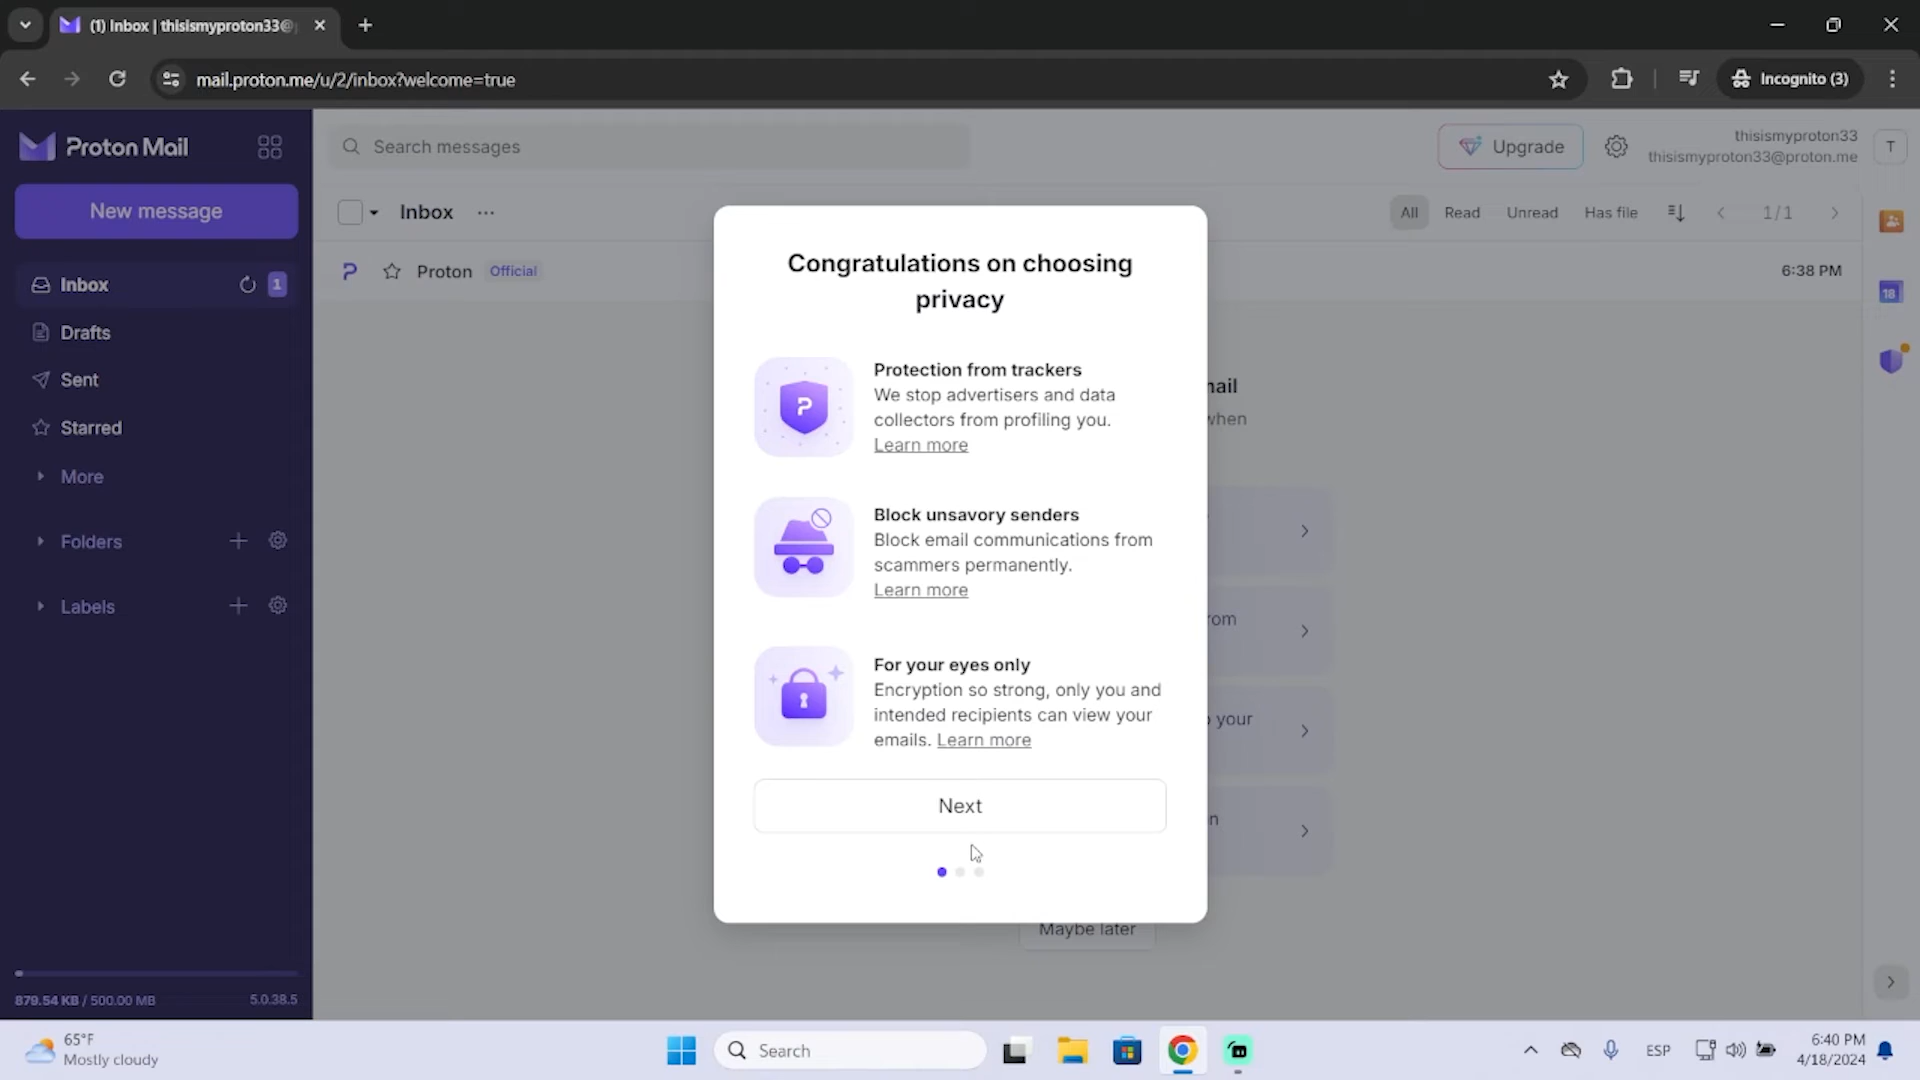 (1) Inbox | thisismyproton33@
mail.proton.me/u/2/inbox?welcome=true
Incognito (3)
Proton Mail
Search messages
Upgrade
thisismyproton33
thisismyproton33@proton.me
T
New message
Inbox
All
Read
Unread
Has file
1/1
Inbox
1
Proton
Official
6:38 PM
Drafts
Sent
Starred
More
Folders
Labels
18
Congratulations on choosing
privacy
Protection from trackers
We stop advertisers and data
collectors from profiling you.
Learn more
Block unsavory senders
Block email communications from
scammers permanently.
Learn more
For your eyes only
Encryption so strong, only you and
intended recipients can view your
emails. Learn more
Next
when
your
Maybe later
879.54 KB / 500.00 MB
5.0.38.5
65°F
Mostly cloudy
Search
ESP
6:40 PM
4/18/2024